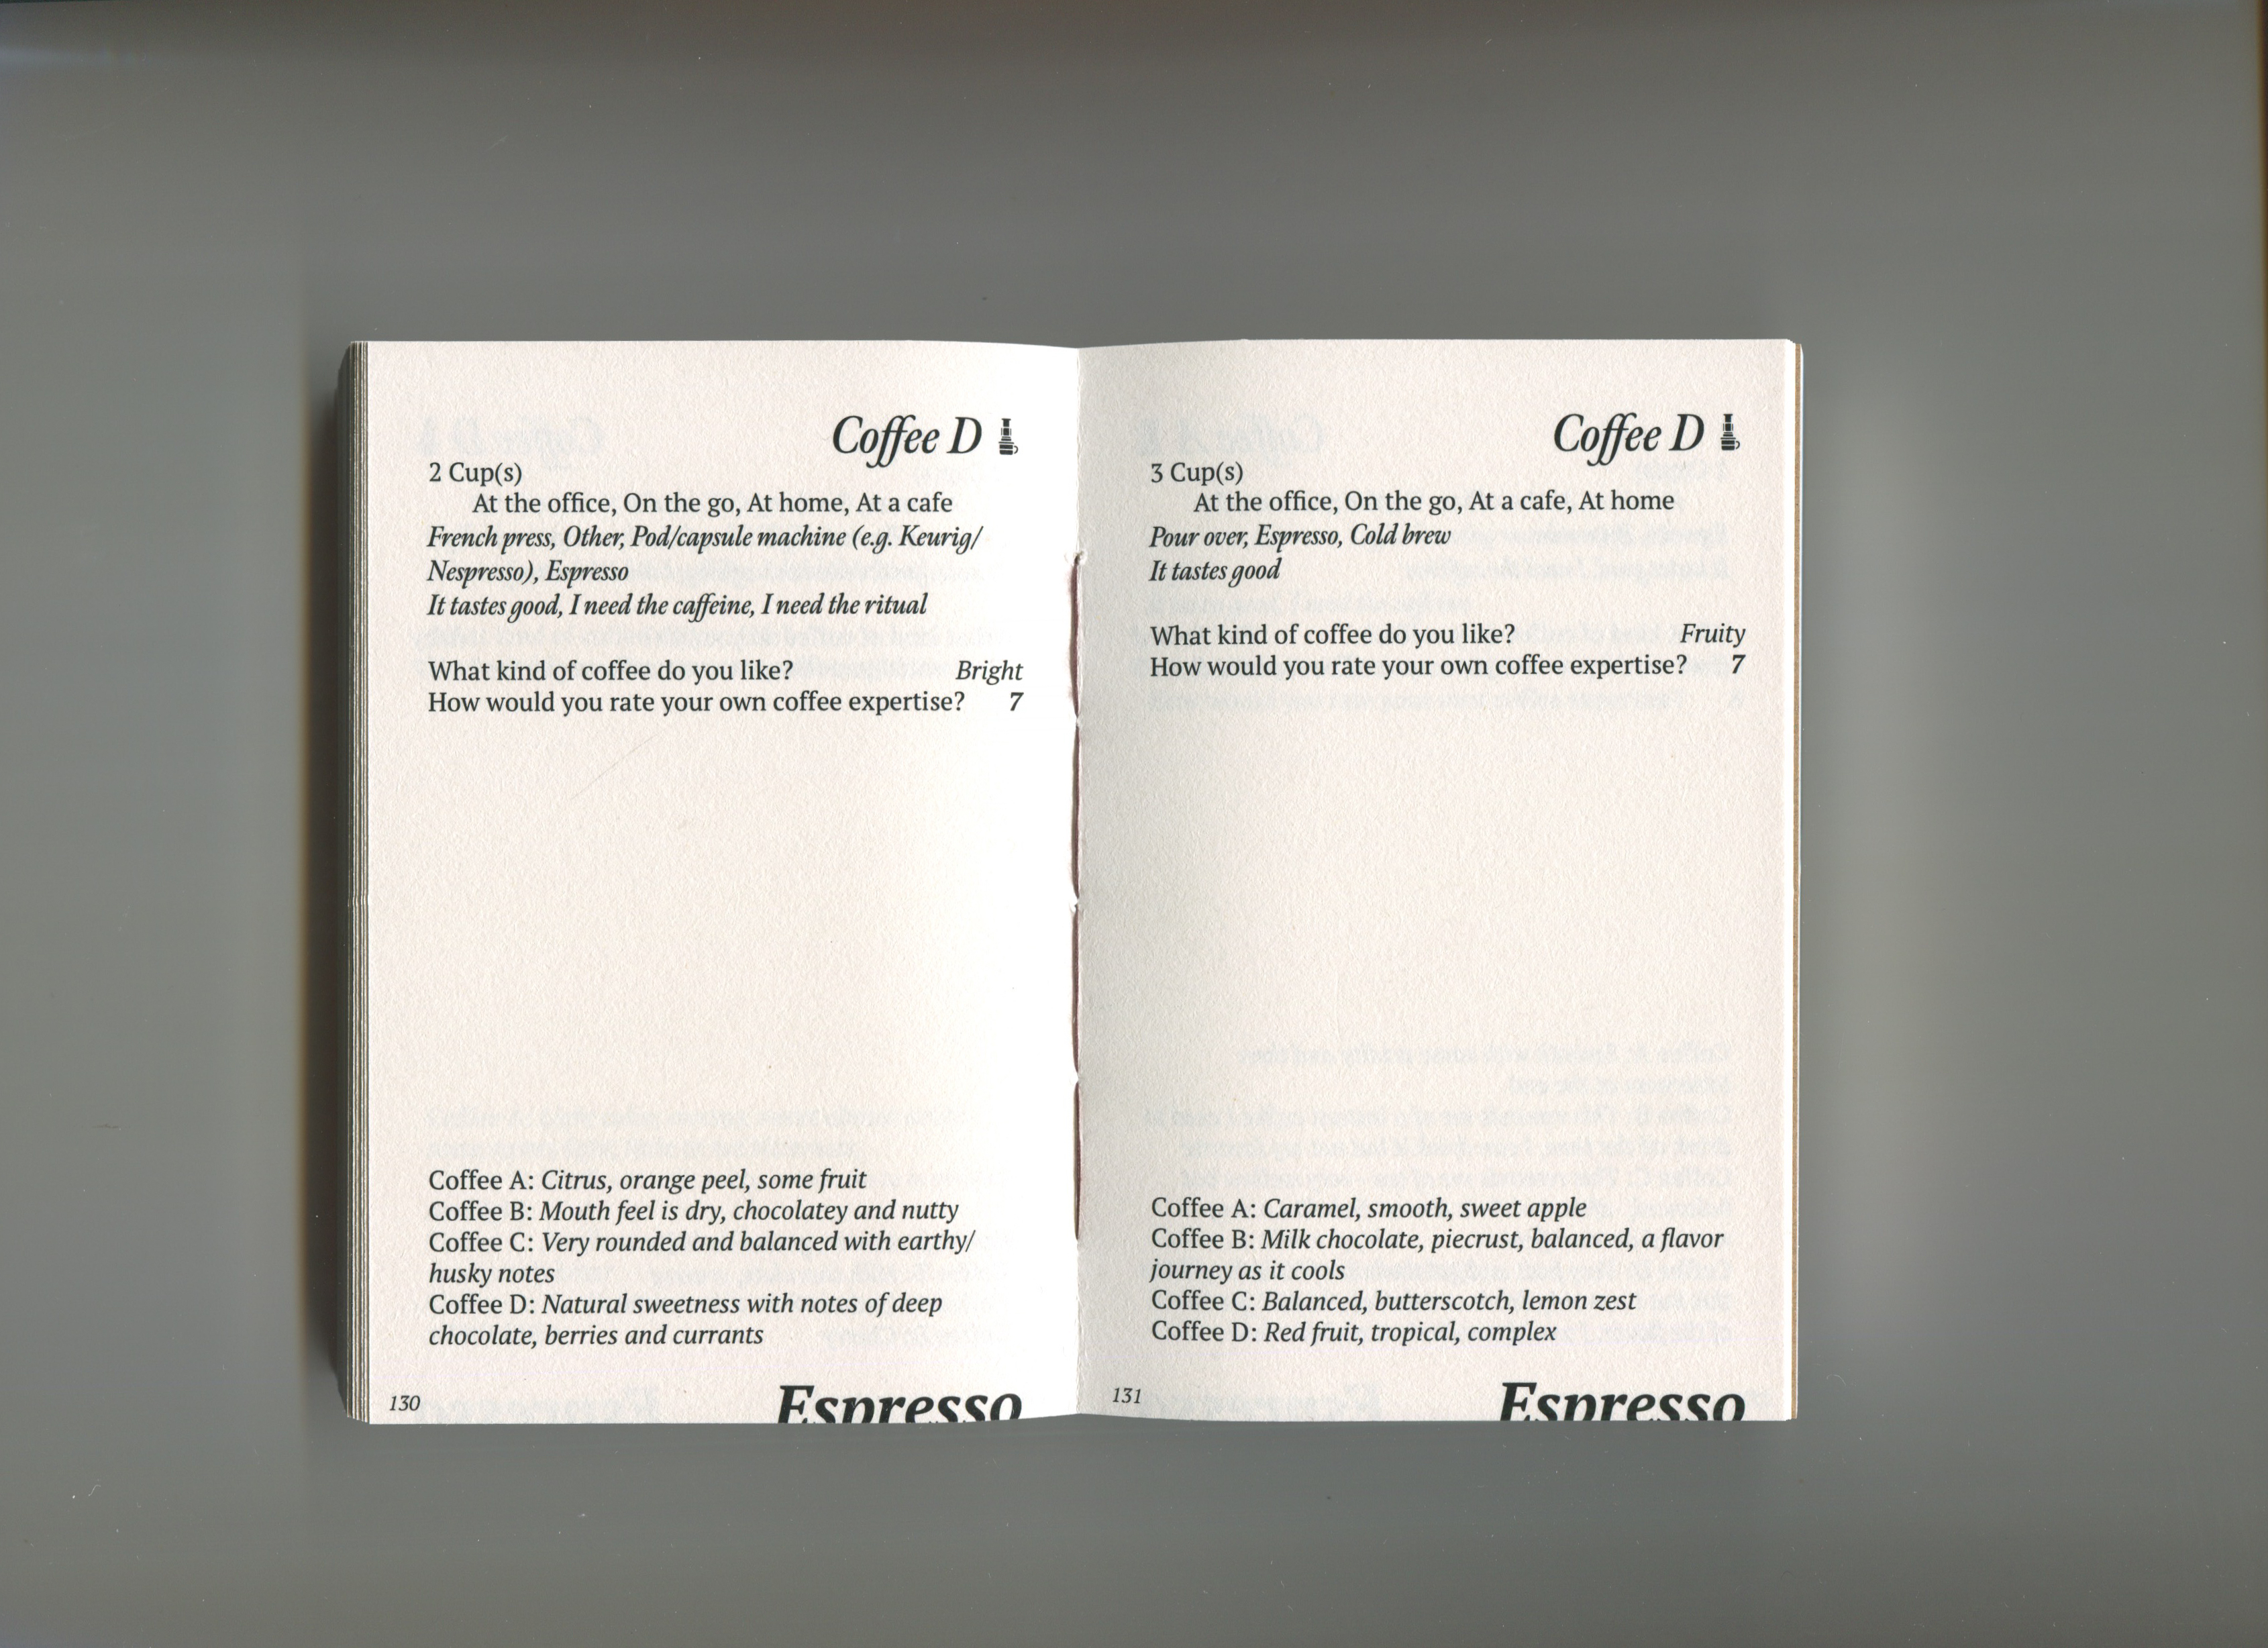 Coffee D
2 Cup(s)
At the office, On the go, At home, At a cafe
French press, Other, Pod/capsule machine (e.g. Keurig/
Nespresso), Espresso
It tastes good, I need the caffeine, I need the ritual
What kind of coffee do you like? Bright
How would you rate your own coffee expertise? 7
Coffee A: Citrus, orange peel, some fruit
Coffee B: Mouth feel is dry, chocolatey and nutty
Coffee C: Very rounded and balanced with earthy/
husky notes
Coffee D: Natural sweetness with notes of deep
chocolate, berries and currants
130
Espresso
Coffee D
3 Cup(s)
At the office, On the go, At a cafe, At home
Pour over, Espresso, Cold brew
It tastes good
What kind of coffee do you like? Fruity
How would you rate your own coffee expertise? 7
Coffee A: Caramel, smooth, sweet apple
Coffee B: Milk chocolate, piecrust, balanced, a flavor
journey as it cools
Coffee C: Balanced, butterscotch, lemon zest
Coffee D: Red fruit, tropical, complex
131
Espresso